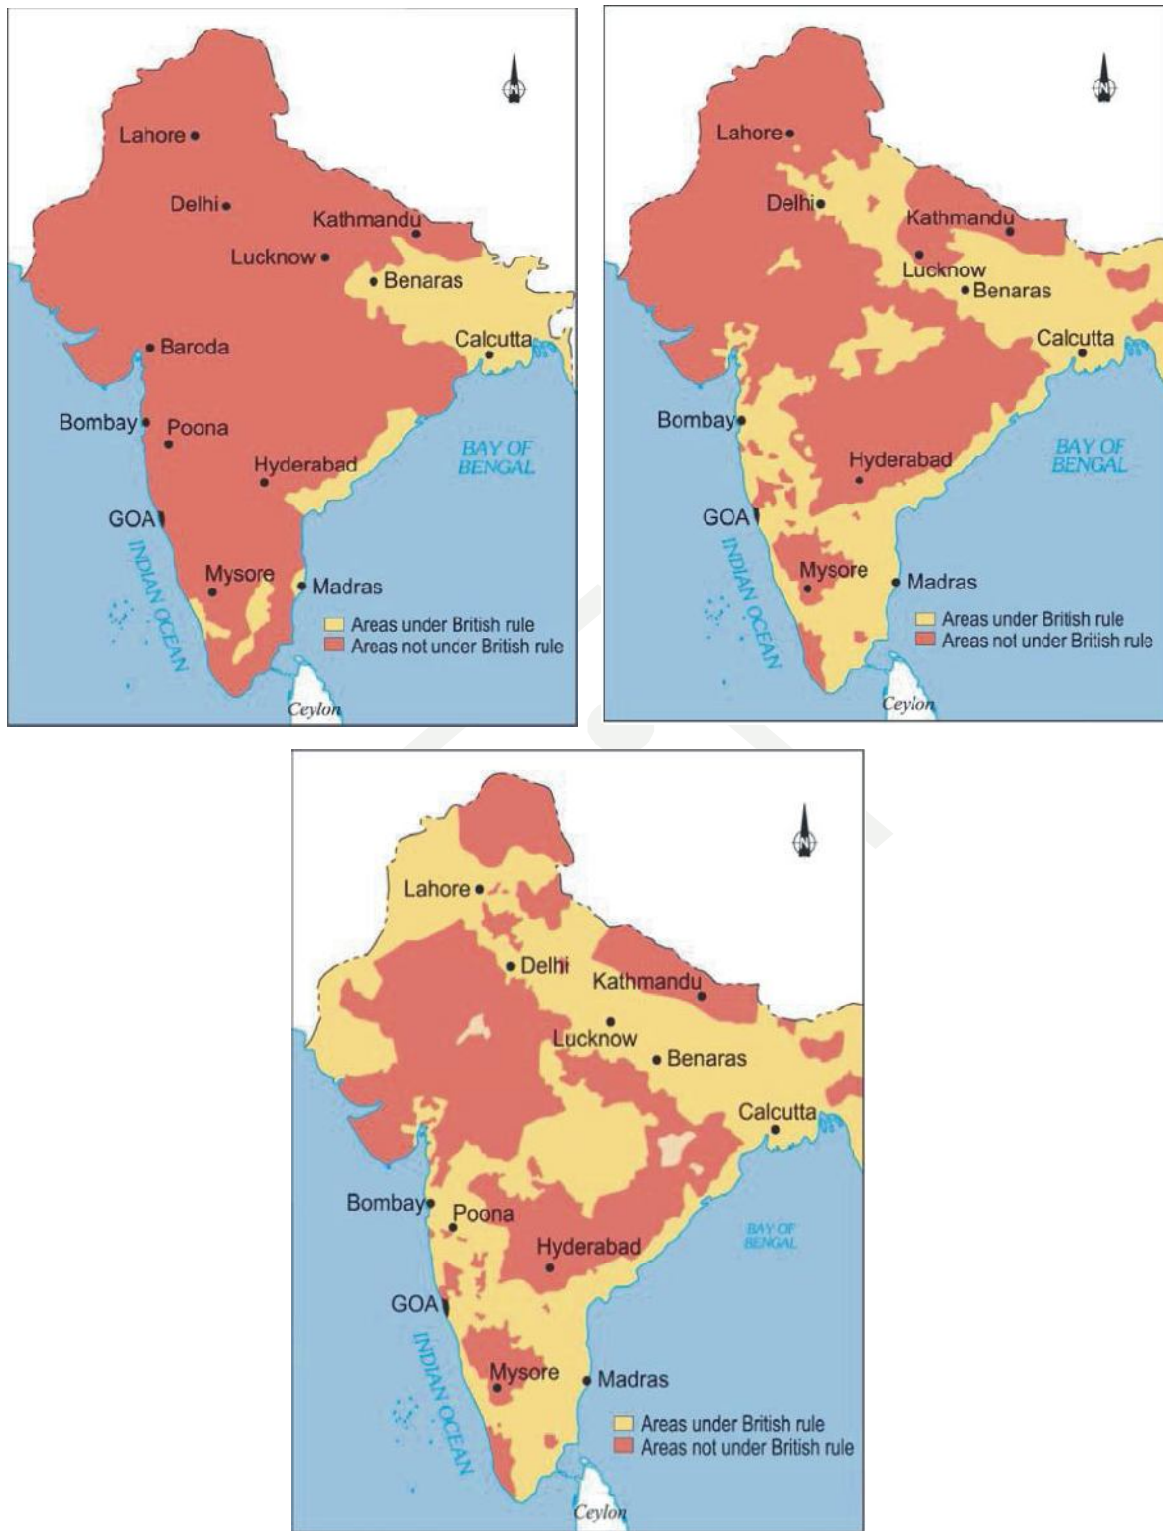 Lahore
Delhi
Kathmandu
Lucknow
Benaras
Calcutta
Baroda
Bombay
Poona
BAY OF
BENGAL
Hyderabad
GOA
INDIAN OCEAN
Mysore
Madras
Areas under British rule
Areas not under British rule
Ceylon
N
Lahore
Delhi
Kathmandu
Lucknow
Benaras
Calcutta
Bombay
BAY OF
BENGAL
Hyderabad
GOA
INDIAN OCEAN
Mysore
Madras
Areas under British rule
Areas not under British rule
Ceylon
N
Lahore
Delhi
Kathmandu
Lucknow
Benaras
Calcutta
Bombay
Poona
BAY OF
BENGAL
Hyderabad
GOA
INDIAN OCEAN
Mysore
Madras
Areas under British rule
Areas not under British rule
Ceylon
N